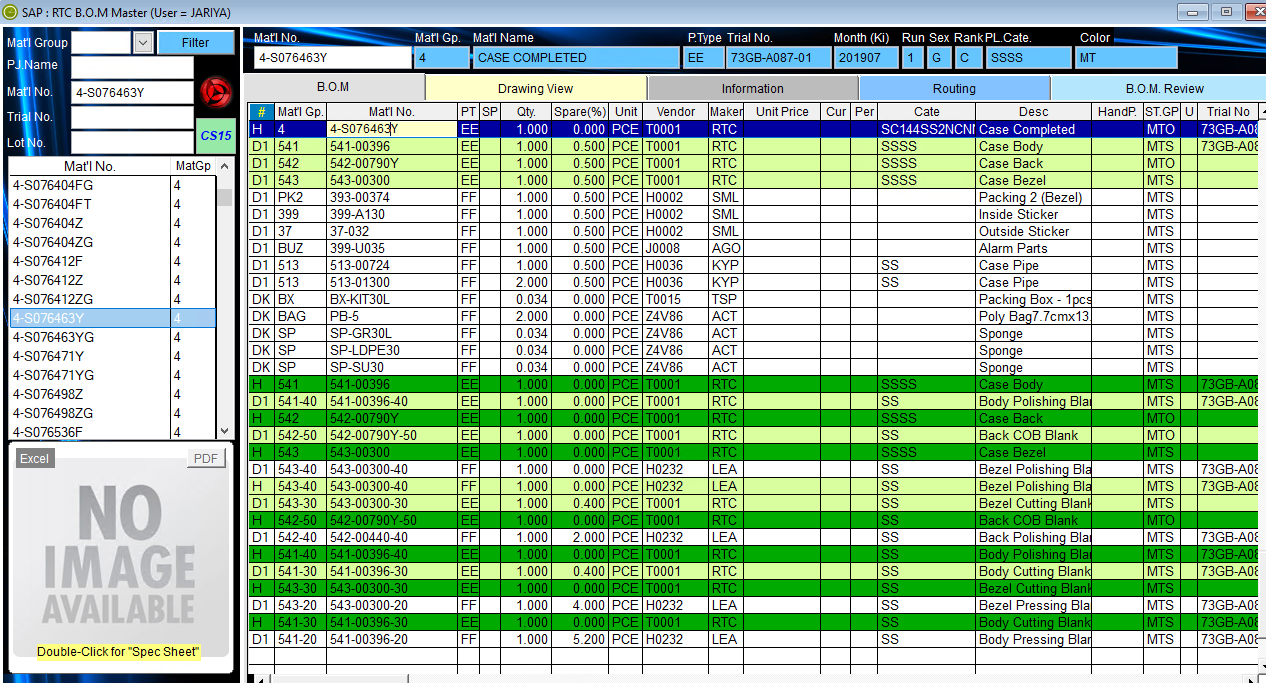 SAP : RTC B.O.M Master (User = JARIYA)
Mat'l Group Filter
PJ.Name
Mat'l No. 4-S076463Y
Trial No.
Lot No. CS15
Mat'l No. MatGp
4-S076404FG 4
4-S076404FT 4
4-S076404Z 4
4-S076404ZG 4
4-S076412F 4
4-S076412Z 4
4-S076412ZG 4
4-S076463Y 4
4-S076463YG 4
4-S076471Y 4
4-S076471YG 4
4-S076498Z 4
4-S076498ZG 4
4-S076536F 4
Excel PDF
NO
IMAGE
AVAILABLE
Double-Click for "Spec Sheet"
Mat'l No. Mat'l Gp. Mat'l Name P.Type Trial No. Month (Ki) Run Sex Rank PL.Cate. Color
4-S076463Y 4 CASE COMPLETED EE 73GB-A087-01 201907 1 G C SSSS MT
B.O.M Drawing View Information Routing B.O.M. Review
# Mat'l Gp. Mat'l No. PT SP Qty. Spare(%) Unit Vendor Maker Unit Price Cur Per Cate Desc HandP. ST.GP U Trial No
H 4 4-S076463Y EE 1.000 0.000 PCE T0001 RTC SC144SS2NCN Case Completed MTO 73GB-A08
D1 541 541-00396 EE 1.000 0.500 PCE T0001 RTC SSSS Case Body MTS 73GB-A08
D1 542 542-00790Y EE 1.000 0.500 PCE T0001 RTC SSSS Case Back MTO
D1 543 543-00300 EE 1.000 0.500 PCE T0001 RTC SSSS Case Bezel MTS
D1 PK2 393-00374 FF 1.000 0.500 PCE H0002 SML Packing 2 (Bezel) MTS
D1 399 399-A130 FF 1.000 0.500 PCE H0002 SML Inside Sticker MTS
D1 37 37-032 FF 1.000 0.500 PCE H0002 SML Outside Sticker MTS
D1 BUZ 399-U035 FF 1.000 0.500 PCE J0008 AGO Alarm Parts MTS
D1 513 513-00724 FF 1.000 0.500 PCE H0036 KYP SS Case Pipe MTS
D1 513 513-01300 FF 2.000 0.500 PCE H0036 KYP SS Case Pipe MTS
DK BX BX-KIT30L FF 0.034 0.000 PCE T0015 TSP Packing Box - 1pcs MTS
DK BAG PB-5 FF 2.000 0.000 PCE Z4V86 ACT Poly Bag7.7cmx13. MTS
DK SP SP-GR30L FF 0.034 0.000 PCE Z4V86 ACT Sponge MTS
DK SP SP-LDPE30 FF 0.034 0.000 PCE Z4V86 ACT Sponge MTS
DK SP SP-SU30 FF 0.034 0.000 PCE Z4V86 ACT Sponge MTS
H 541 541-00396 EE 1.000 0.000 PCE T0001 RTC SSSS Case Body MTS 73GB-A08
D1 541-40 541-00396-40 EE 1.000 0.000 PCE T0001 RTC SS Body Polishing Blan MTS 73GB-A08
H 542 542-00790Y EE 1.000 0.000 PCE T0001 RTC SSSS Case Back MTO
D1 542-50 542-00790Y-50 EE 1.000 0.000 PCE T0001 RTC SS Back COB Blank MTO
H 543 543-00300 EE 1.000 0.000 PCE T0001 RTC SSSS Case Bezel MTS
D1 543-40 543-00300-40 FF 1.000 0.000 PCE H0232 LEA SS Bezel Polishing Bla MTS 73GB-A08
H 543-40 543-00300-40 FF 1.000 0.000 PCE H0232 LEA SS Bezel Polishing Bla MTS 73GB-A08
D1 543-30 543-00300-30 EE 1.000 0.400 PCE T0001 RTC SS Bezel Cutting Blank MTS 73GB-A08
H 542-50 542-00790Y-50 EE 1.000 0.000 PCE T0001 RTC SS Back COB Blank MTO
D1 542-40 542-00440-40 FF 1.000 2.000 PCE H0232 LEA SS Back Polishing Blan MTS 73GB-A08
H 541-40 541-00396-40 EE 1.000 0.000 PCE T0001 RTC SS Body Polishing Blan MTS 73GB-A08
D1 541-30 541-00396-30 EE 1.000 0.400 PCE T0001 RTC SS Body Cutting Blank MTS 73GB-A08
H 543-30 543-00300-30 EE 1.000 0.000 PCE T0001 RTC SS Bezel Cutting Blank MTS 73GB-A08
D1 543-20 543-00300-20 FF 1.000 4.000 PCE H0232 LEA SS Bezel Pressing Bla MTS 73GB-A08
H 541-30 541-00396-30 EE 1.000 0.000 PCE T0001 RTC SS Body Cutting Blank MTS 73GB-A08
D1 541-20 541-00396-20 FF 1.000 5.200 PCE H0232 LEA SS Body Pressing Blan MTS 73GB-A08